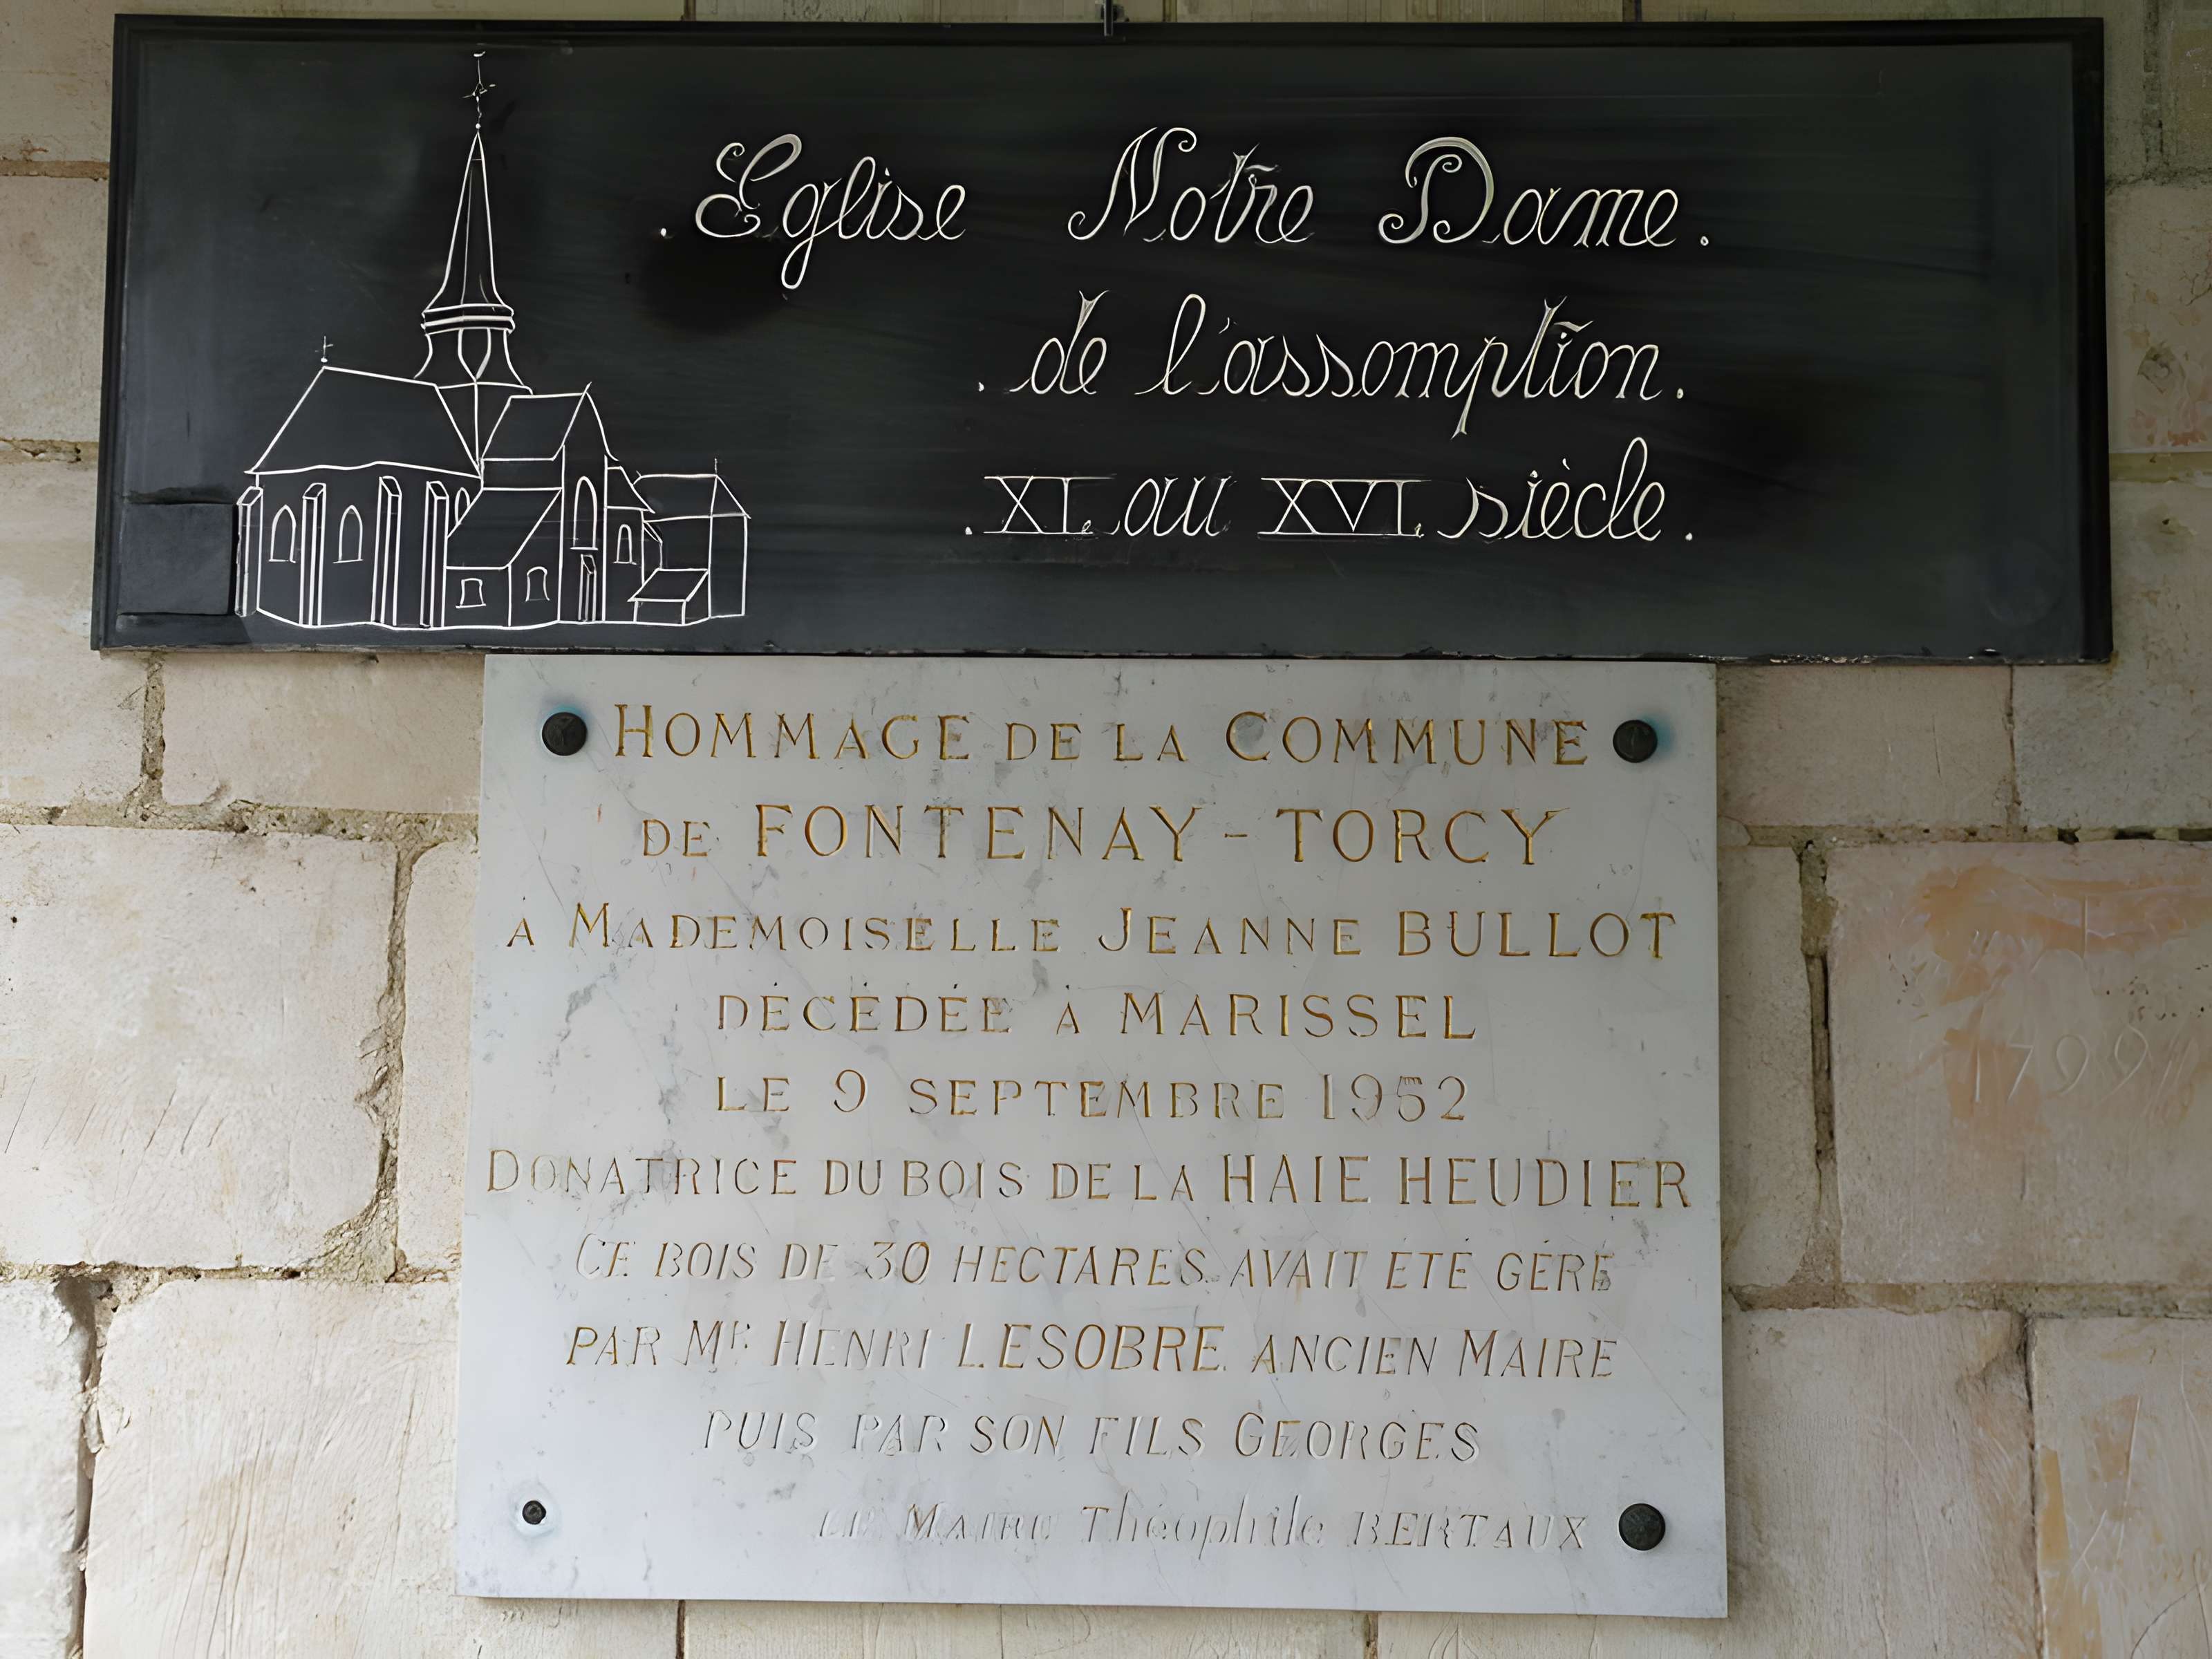 .Eglise Notre Dame.
. de l'assomption.
. XI. au XVI. siècle.
HOMMAGE DE LA COMMUNE
DE FONTENAY - TORCY
À MADEMOISELLE JEANNE BULLOT
DÉCÉDÉE À MARISSEL
LE 9 SEPTEMBRE 1952
DONATRICE DU BOIS DE LA HAIE HEUDIER
CE BOIS DE 30 HECTARES AVAIT ÉTÉ GÉRÉ
PAR MR HENRI LESOBRE ANCIEN MAIRE
PUIS PAR SON FILS GEORGES
LE MAIRE Théophile BERTAUX